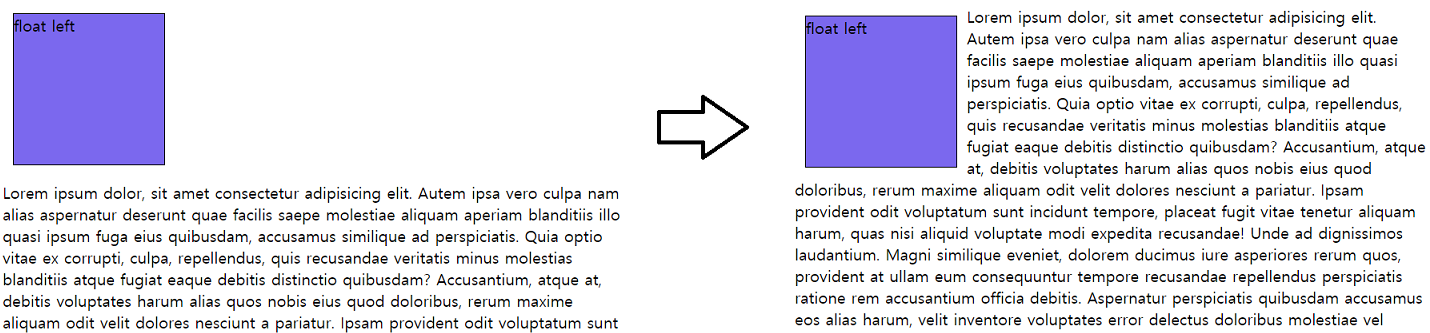 float left
Lorem ipsum dolor, sit amet consectetur adipisicing elit. Autem ipsa vero culpa nam
alias aspernatur deserunt quae facilis saepe molestiae aliquam aperiam blanditiis illo
quasi ipsum fuga eius quibusdam, accusamus similique ad perspiciatis. Quia optio
vitae ex corrupti, culpa, repellendus, quis recusandae veritatis minus molestias
blanditiis atque fugiat eaque debitis distinctio quibusdam? Accusantium, atque at,
debitis voluptates harum alias quos nobis eius quod doloribus, rerum maxime
aliquam odit velit dolores nesciunt a pariatur. Ipsam provident odit voluptatum sunt
float left
Lorem ipsum dolor, sit amet consectetur adipisicing elit.
Autem ipsa vero culpa nam alias aspernatur deserunt quae
facilis saepe molestiae aliquam aperiam blanditiis illo quasi
ipsum fuga eius quibusdam, accusamus similique ad
perspiciatis. Quia optio vitae ex corrupti, culpa, repellendus,
quis recusandae veritatis minus molestias blanditiis atque
fugiat eaque debitis distinctio quibusdam? Accusantium, atque
at, debitis voluptates harum alias quos nobis eius quod
doloribus, rerum maxime aliquam odit velit dolores nesciunt a pariatur. Ipsam
provident odit voluptatum sunt incidunt tempore, placeat fugit vitae tenetur aliquam
harum, quas nisi aliquid voluptate modi expedita recusandae! Unde ad dignissimos
laudantium. Magni similique eveniet, dolorem ducimus iure asperiores rerum quos,
provident at ullam eum consequuntur tempore recusandae repellendus perspiciatis
ratione rem accusantium officia debitis. Aspernatur perspiciatis quibusdam accusamus
eos alias harum, velit inventore voluptates error delectus doloribus molestiae vel